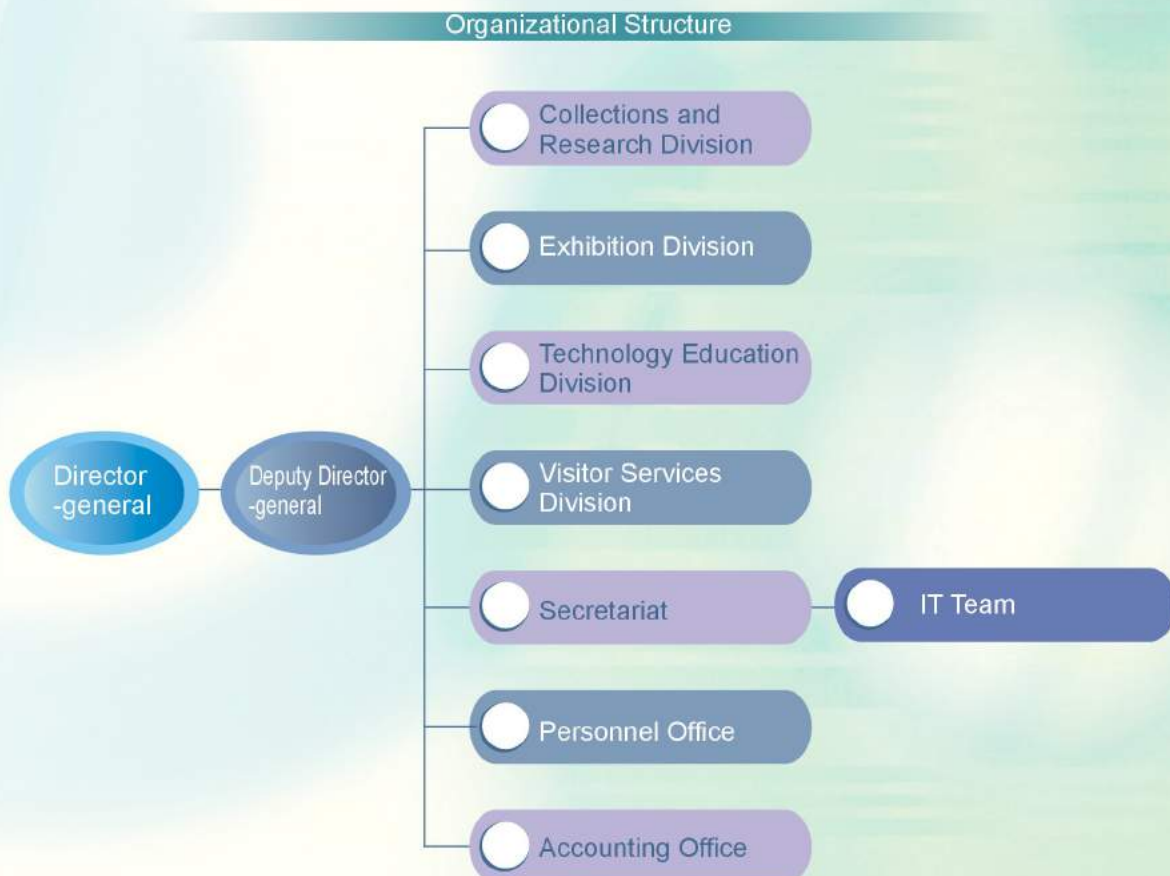 Organizational Structure
Collections and
Research Division
Exhibition Division
Technology Education
Division
Director
-general
Deputy Director
-general
Visitor Services
Division
Secretariat
IT Team
Personnel Office
Accounting Office